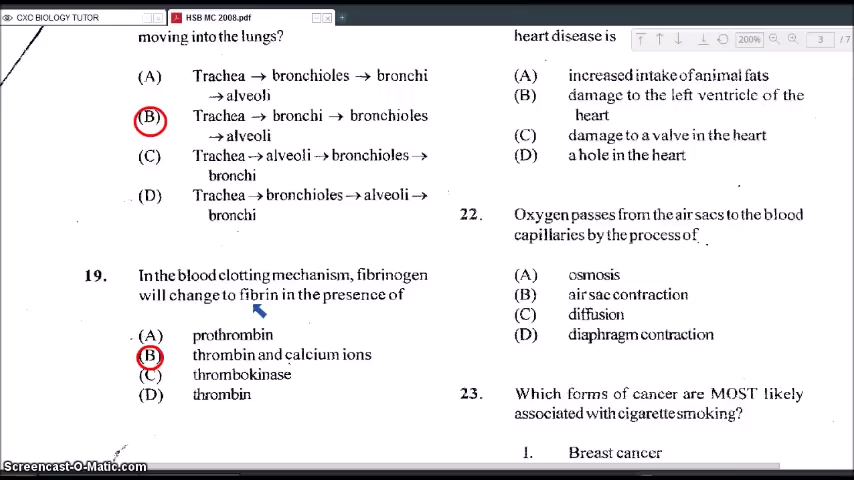 CXC BIOLOGY TUTOR
HSB MC 2008.pdf
200%
3 / 7
moving into the lungs?
(A) Trachea → bronchioles → bronchi
→ alveoli
(B) Trachea → bronchi → bronchioles
→ alveoli
(C) Trachea → alveoli → bronchioles →
bronchi
(D) Trachea → bronchioles → alveoli →
bronchi
19. In the blood clotting mechanism, fibrinogen
will change to fibrin in the presence of
(A) prothrombin
(B) thrombin and calcium ions
(C) thrombokinase
(D) thrombin
heart disease is
(A) increased intake of animal fats
(B) damage to the left ventricle of the
heart
(C) damage to a valve in the heart
(D) a hole in the heart
22. Oxygen passes from the air sacs to the blood
capillaries by the process of
(A) osmosis
(B) air sac contraction
(C) diffusion
(D) diaphragm contraction
23. Which forms of cancer are MOST likely
associated with cigarette smoking?
1. Breast cancer
Screencast-O-Matic.com